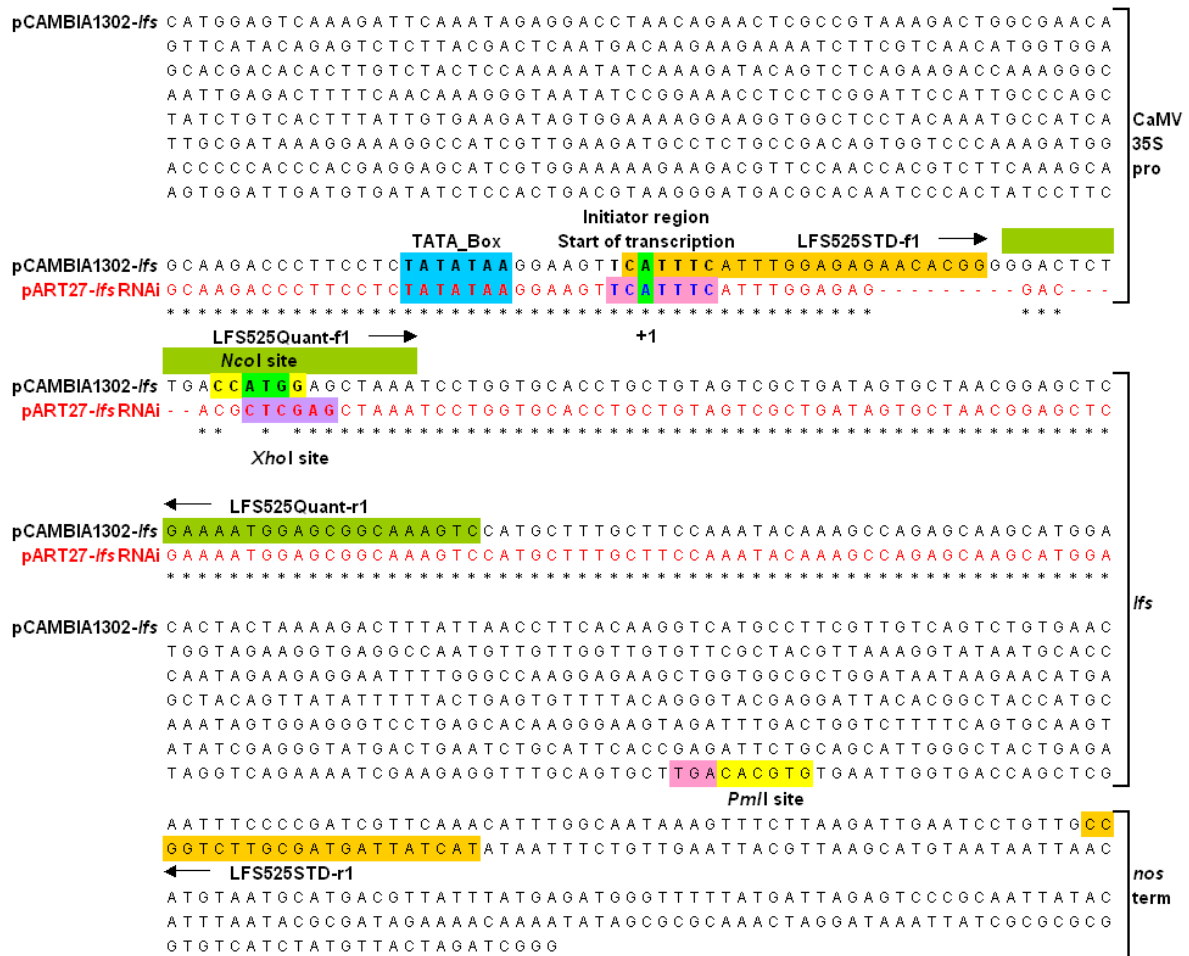 pCAMBIA1302-lfs CATGGAGTCAAAGATTCAAATAGAGGACCTAACAGAACTCGCCGTAAAGACTGGCGAACA
GTTCATACAGAGTCTCTTACGACTCAATGACAAGAAGAAAATCTTCGTCAACATGGTGGA
GCACGACACACTTGTCTACTCCAAAAATATCAAAGATACAGTCTCAGAAGACCAAAGGGC
AATTGAGACTTTTCAACAAAGGGTAATATCCGGAAACCTCCTCGGATTCCATTGCCCAGC
TATCTGTCACTTTATTGTGAAGATAGTGGAAAAGGAAGGTGGCTCCTACAAATGCCATCA
TTGCGATAAAGGAAAGGCCATCGTTGAAGATGCCTCTGCCGACAGTGGTCCCAAAGATGG
ACCCCCACCCACGAGGAGCATCGTGGAAAAAGAAGACGTTCCAACCACGTCTTCAAAGCA
AGTGGATTGATGTGATATCTCCACTGACGTAAGGGATGACGCACAATCCCACTATCCTTC
CaMV
35S
pro
Initiator region
TATA_Box Start of transcription LFS525STD-f1
pCAMBIA1302-lfs GCAAGACCCTTCCTCTATATAAGGAAGTTCATTTCATTTGGAGAGAACACGGGGGACTCT
pART27-lfs RNAi GCAAGACCCTTCCTCTATATAAGGAAGTTCATTTCATTTGGAGAG---------GAC---
********************************************* ***
LFS525Quant-f1 +1
NcoI site
pCAMBIA1302-lfs TGACCATGGAGCTAAATCCTGGTGCACCTGCTGTAGTCGCTGATAGTGCTAACGGAGCTC
pART27-lfs RNAi --ACGCTCGAGCTAAATCCTGGTGCACCTGCTGTAGTCGCTGATAGTGCTAACGGAGCTC
** * ****************************************************
XhoI site
LFS525Quant-r1
pCAMBIA1302-lfs GAAAATGGAGCGGCAAAGTCCATGCTTTGCTTCCAAATACAAAGCCAGAGCAAGCATGGA
pART27-lfs RNAi GAAAATGGAGCGGCAAAGTCCATGCTTTGCTTCCAAATACAAAGCCAGAGCAAGCATGGA
************************************************************
pCAMBIA1302-lfs CACTACTAAAAGACTTTATTAACCTTCACAAGGTCATGCCTTCGTTGTCAGTCTGTGAAC
TGGTAGAAGGTGAGGCCAATGTTGTTGGTTGTGTTCGCTACGTTAAAGGTATAATGCACC
CAATAGAAGAGGAATTTTGGGCCAAGGAGAAGCTGGTGGCGCTGGATAATAAGAACATGA
GCTACAGTTATATTTTTACTGAGTGTTTTACAGGGTACGAGGATTACACGGCTACCATGC
AAATAGTGGAGGGTCCTGAGCACAAGGGAAGTAGATTTGACTGGTCTTTTCAGTGCAAGT
ATATCGAGGGTATGACTGAATCTGCATTCACCGAGATTCTGCAGCATTGGGCTACTGAGA
TAGGTCAGAAAATCGAAGAGGTTTGCAGTGCTTGACACGTGTGAATTGGTGACCAGCTCG
lfs
PmlI site
AATTTCCCCGATCGTTCAAACATTTGGCAATAAAGTTTCTTAAGATTGAATCCTGTTGCC
GGTCTTGCGATGATTATCATATAATTTCTGTTGAATTACGTTAAGCATGTAATAATTAAC
LFS525STD-r1
ATGTAATGCATGACGTTATTTATGAGATGGGTTTTTATGATTAGAGTCCCGCAATTATAC
ATTTAATACGCGATAGAAAACAAAATATAGCGCGCAAACTAGGATAAATTATCGCGCGCG
GTGTCATCTATGTTACTAGATCGGG
nos
term